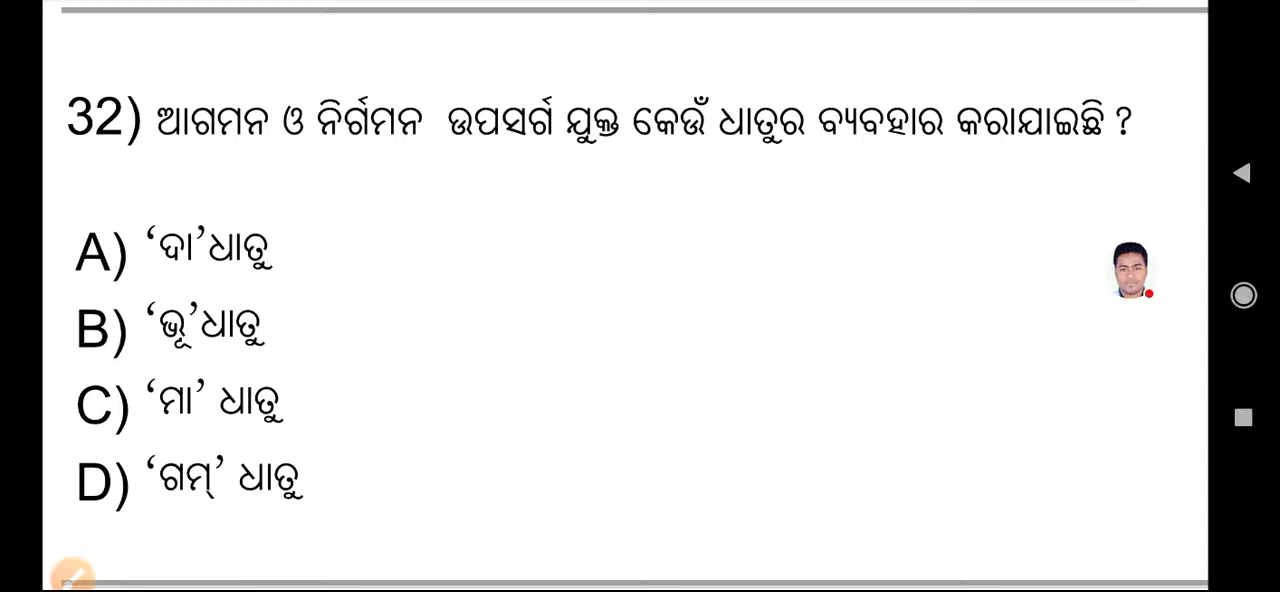 32) ଆଗମନ ଓ ନିର୍ଗମନ ଉପସର୍ଗ ଯୁକ୍ତ କେଉଁ ଧାତୁର ବ୍ୟବହାର କରାଯାଇଛି ?
A) ‘ଦା’ଧାତୁ
B) ‘ଭୂ’ଧାତୁ
C) ‘ମା’ ଧାତୁ
D) ‘ଗମ୍’ ଧାତୁ